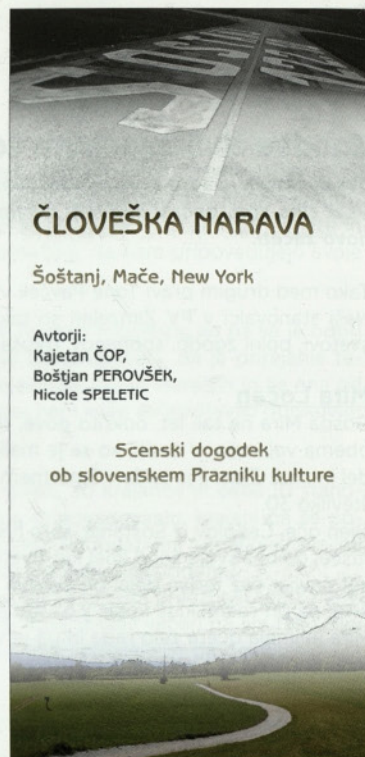 ČLOVEŠKA NARAVA
Šoštanj, Mače, New York
Avtorji:
Kajetan ČOP,
Boštjan PEROVŠEK,
Nicole SPELETIC
Scenski dogodek
ob slovenskem Prazniku kulture